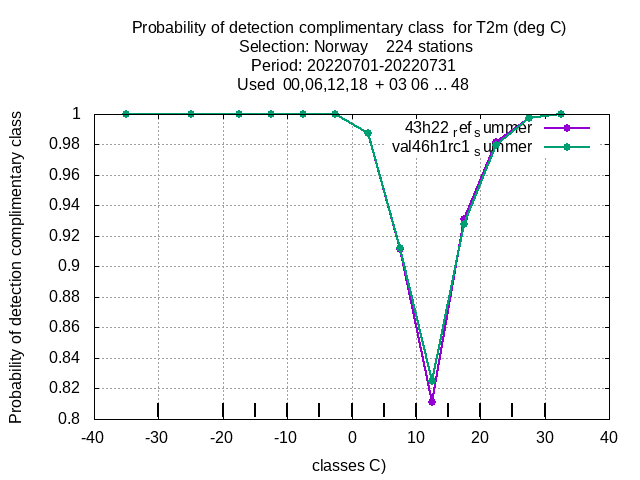 Probability of detection complimentary class  for T2m (deg C)
Selection: Norway    224 stations
Period: 20220701-20220731
Used  00,06,12,18  + 03 06 ... 48
Probability of detection complimentary class
1
0.98
0.96
0.94
0.92
0.9
0.88
0.86
0.84
0.82
0.8
43h22_ref_summer
val46h1rc1_summer
-40 -30 -20 -10 0 10 20 30 40
classes C)